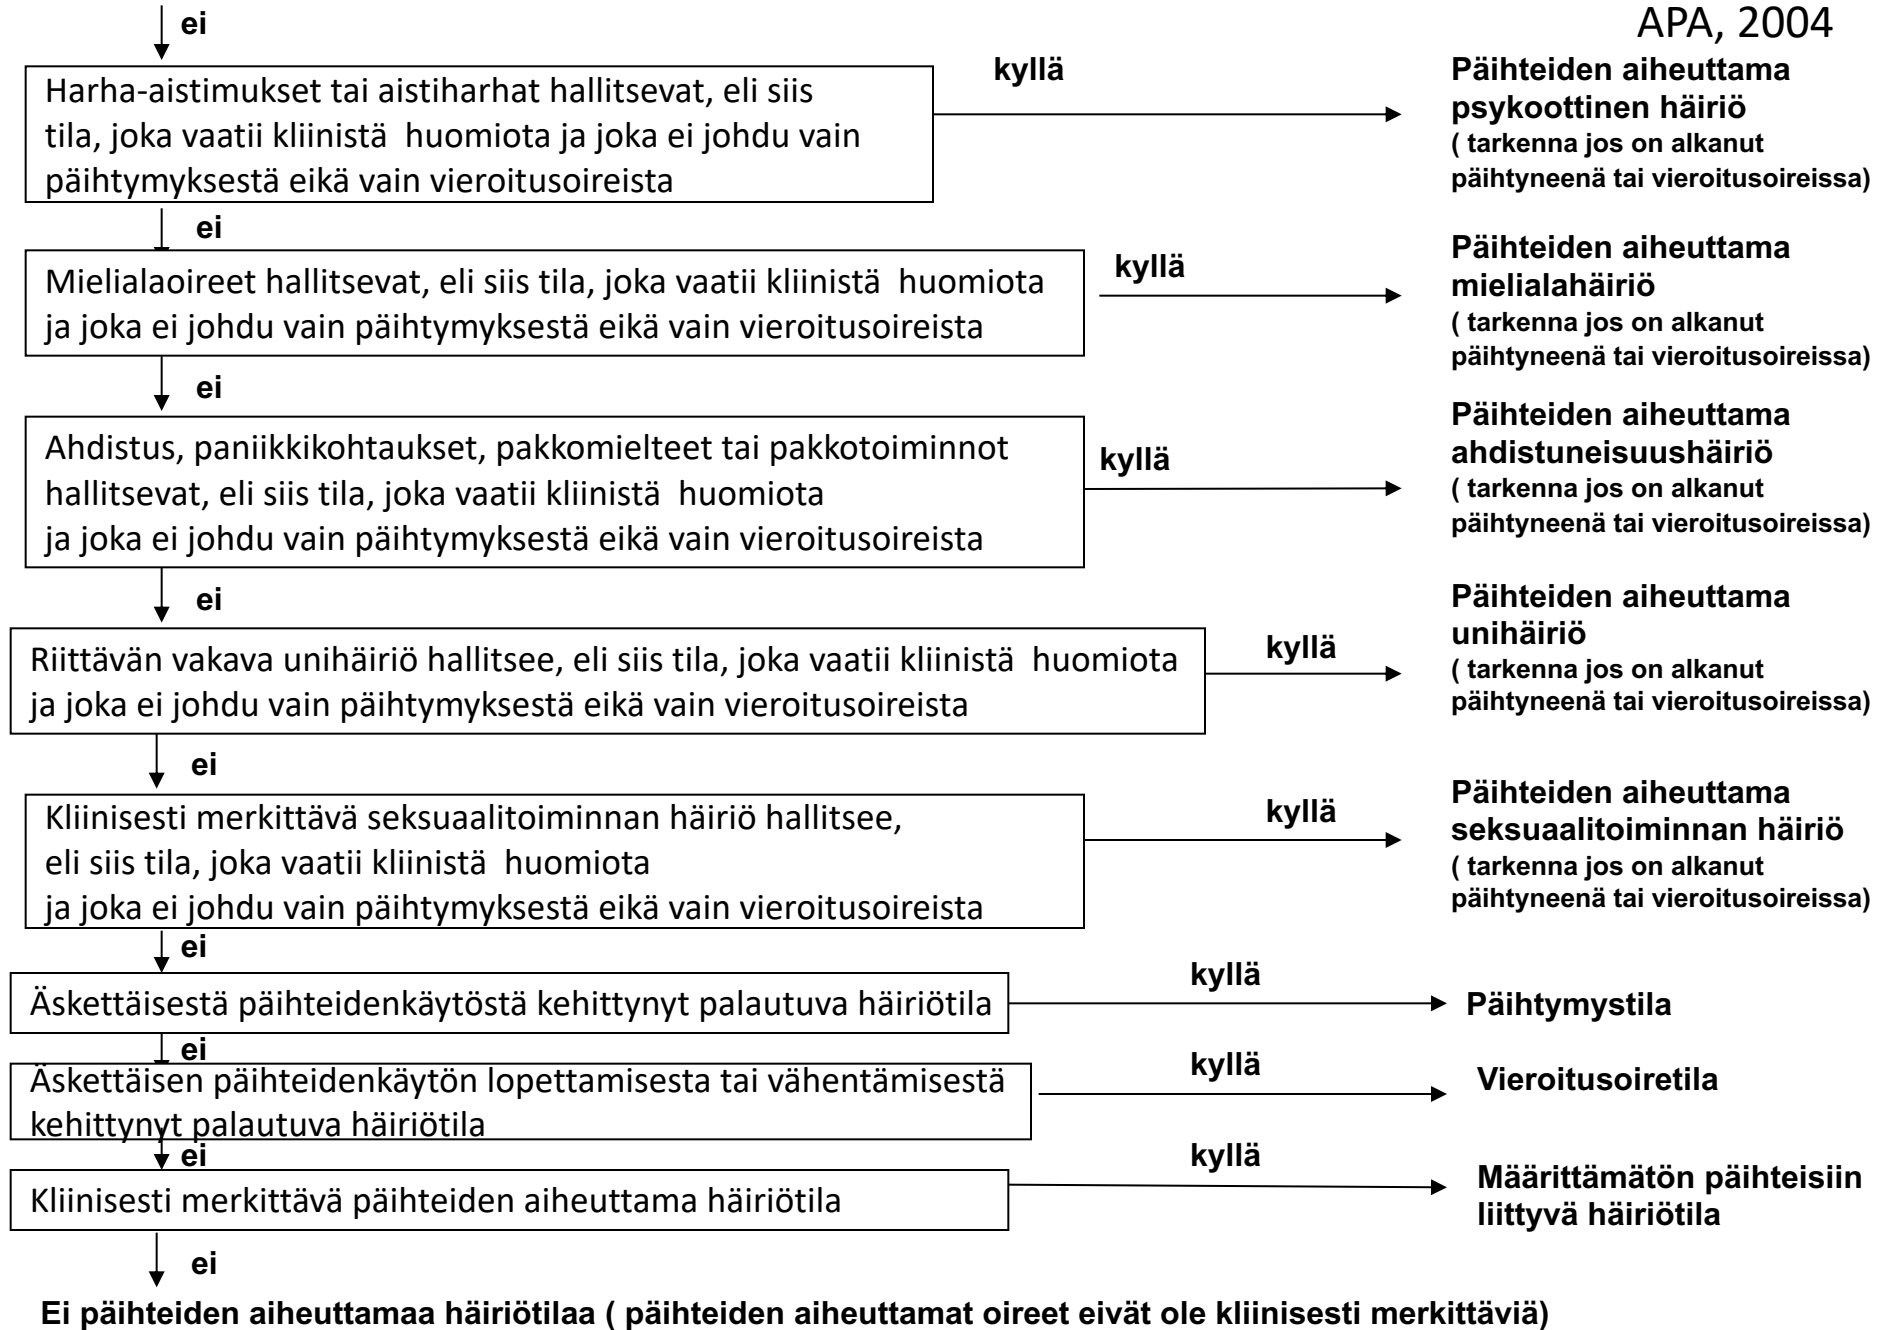 ei
APA, 2004
Harha-aistimukset tai aistiharhat hallitsevat, eli siis
tila, joka vaatii kliinistä  huomiota ja joka ei johdu vain
päihtymyksestä eikä vain vieroitusoireista
kyllä
Päihteiden aiheuttama
psykoottinen häiriö
( tarkenna jos on alkanut
päihtyneenä tai vieroitusoireissa)
ei
Mielialaoireet hallitsevat, eli siis tila, joka vaatii kliinistä  huomiota
ja joka ei johdu vain päihtymyksestä eikä vain vieroitusoireista
kyllä
Päihteiden aiheuttama
mielialahäiriö
( tarkenna jos on alkanut
päihtyneenä tai vieroitusoireissa)
ei
Ahdistus, paniikkikohtaukset, pakkomielteet tai pakkotoiminnot
hallitsevat, eli siis tila, joka vaatii kliinistä  huomiota
ja joka ei johdu vain päihtymyksestä eikä vain vieroitusoireista
kyllä
Päihteiden aiheuttama
ahdistuneisuushäiriö
( tarkenna jos on alkanut
päihtyneenä tai vieroitusoireissa)
ei
Riittävän vakava unihäiriö hallitsee, eli siis tila, joka vaatii kliinistä  huomiota
ja joka ei johdu vain päihtymyksestä eikä vain vieroitusoireista
kyllä
Päihteiden aiheuttama
unihäiriö
( tarkenna jos on alkanut
päihtyneenä tai vieroitusoireissa)
ei
Kliinisesti merkittävä seksuaalitoiminnan häiriö hallitsee,
eli siis tila, joka vaatii kliinistä  huomiota
ja joka ei johdu vain päihtymyksestä eikä vain vieroitusoireista
kyllä
Päihteiden aiheuttama
seksuaalitoiminnan häiriö
( tarkenna jos on alkanut
päihtyneenä tai vieroitusoireissa)
ei
Äskettäisestä päihteidenkäytöstä kehittynyt palautuva häiriötila
kyllä
Päihtymystila
ei
Äskettäisen päihteidenkäytön lopettamisesta tai vähentämisestä
kehittynyt palautuva häiriötila
kyllä
Vieroitusoiretila
ei
Kliinisesti merkittävä päihteiden aiheuttama häiriötila
kyllä
Määrittämätön päihteisiin
liittyvä häiriötila
ei
Ei päihteiden aiheuttamaa häiriötilaa ( päihteiden aiheuttamat oireet eivät ole kliinisesti merkittäviä)